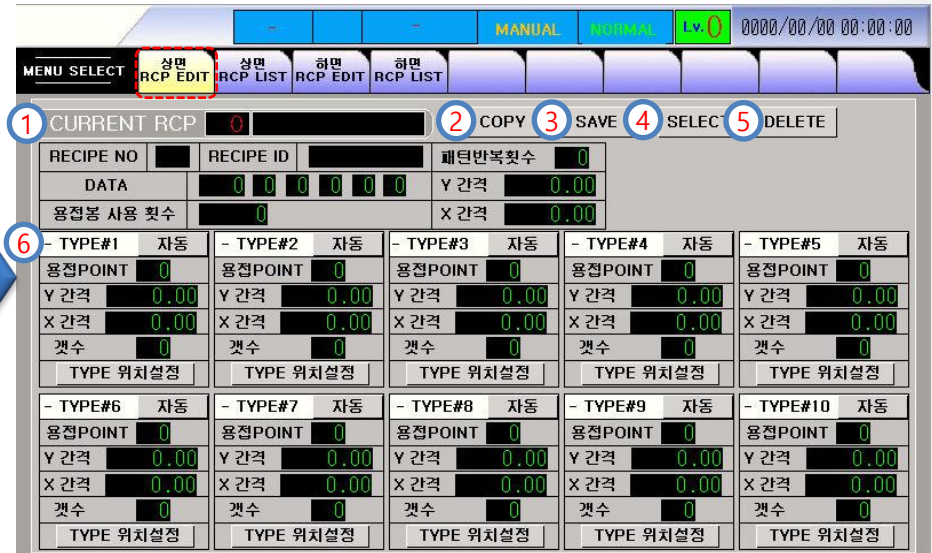 - - MANUAL NORMAL Lv.0 0000/00/00 00:00:00
MENU SELECT 상면 RCP EDIT 상면 RCP LIST 하면 RCP EDIT 하면 RCP LIST
1 CURRENT RCP 0 2 COPY 3 SAVE 4 SELECT 5 DELETE
RECIPE NO RECIPE ID 패턴반복횟수 0
DATA 0 0 0 0 0 0 Y 간격 0.00
용접봉 사용 횟수 0 X 간격 0.00
6 - TYPE#1 자동 - TYPE#2 자동 - TYPE#3 자동 - TYPE#4 자동 - TYPE#5 자동
용접POINT 0 용접POINT 0 용접POINT 0 용접POINT 0 용접POINT 0
Y 간격 0.00 Y 간격 0.00 Y 간격 0.00 Y 간격 0.00 Y 간격 0.00
X 간격 0.00 X 간격 0.00 X 간격 0.00 X 간격 0.00 X 간격 0.00
갯수 0 갯수 0 갯수 0 갯수 0 갯수 0
TYPE 위치설정 TYPE 위치설정 TYPE 위치설정 TYPE 위치설정 TYPE 위치설정
- TYPE#6 자동 - TYPE#7 자동 - TYPE#8 자동 - TYPE#9 자동 - TYPE#10 자동
용접POINT 0 용접POINT 0 용접POINT 0 용접POINT 0 용접POINT 0
Y 간격 0.00 Y 간격 0.00 Y 간격 0.00 Y 간격 0.00 Y 간격 0.00
X 간격 0.00 X 간격 0.00 X 간격 0.00 X 간격 0.00 X 간격 0.00
갯수 0 갯수 0 갯수 0 갯수 0 갯수 0
TYPE 위치설정 TYPE 위치설정 TYPE 위치설정 TYPE 위치설정 TYPE 위치설정